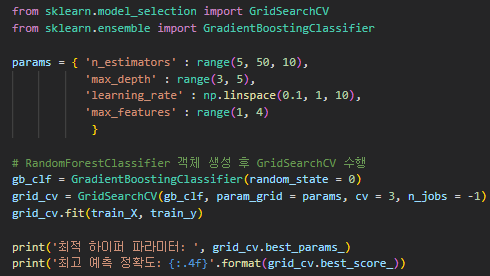 from sklearn.model_selection import GridSearchCV
from sklearn.ensemble import GradientBoostingClassifier
params = { 'n_estimators' : range(5, 50, 10),
'max_depth' : range(3, 5),
'learning_rate' : np.linspace(0.1, 1, 10),
'max_features' : range(1, 4)
}
# RandomForestClassifier 객체 생성 후 GridSearchCV 수행
gb_clf = GradientBoostingClassifier(random_state = 0)
grid_cv = GridSearchCV(gb_clf, param_grid = params, cv = 3, n_jobs = -1)
grid_cv.fit(train_X, train_y)
print('최적 하이퍼 파라미터: ', grid_cv.best_params_)
print('최고 예측 정확도: {:.4f}'.format(grid_cv.best_score_))